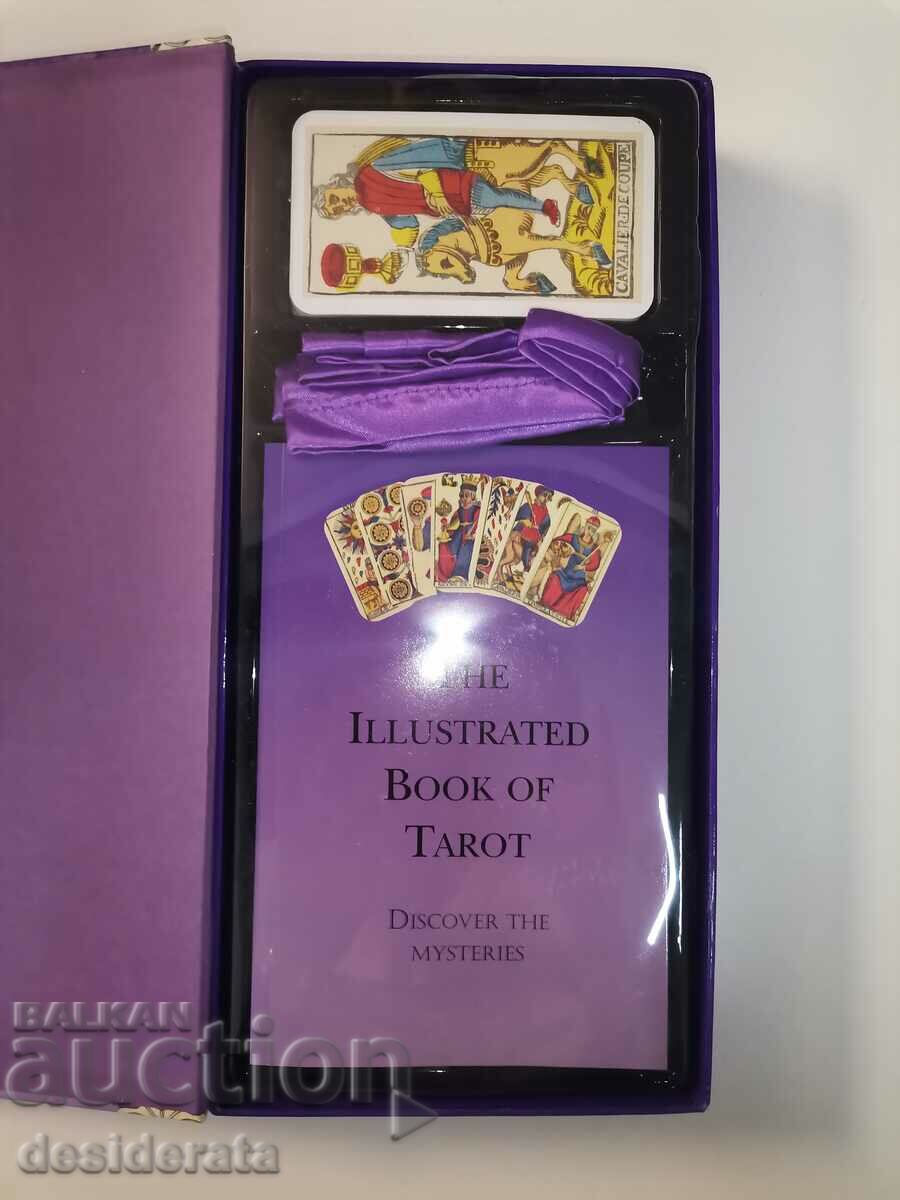 CAVALIER·DE·COUPE
THE
ILLUSTRATED
BOOK OF
TAROT
DISCOVER THE
MYSTERIES
BALKAN
auction
desiderata